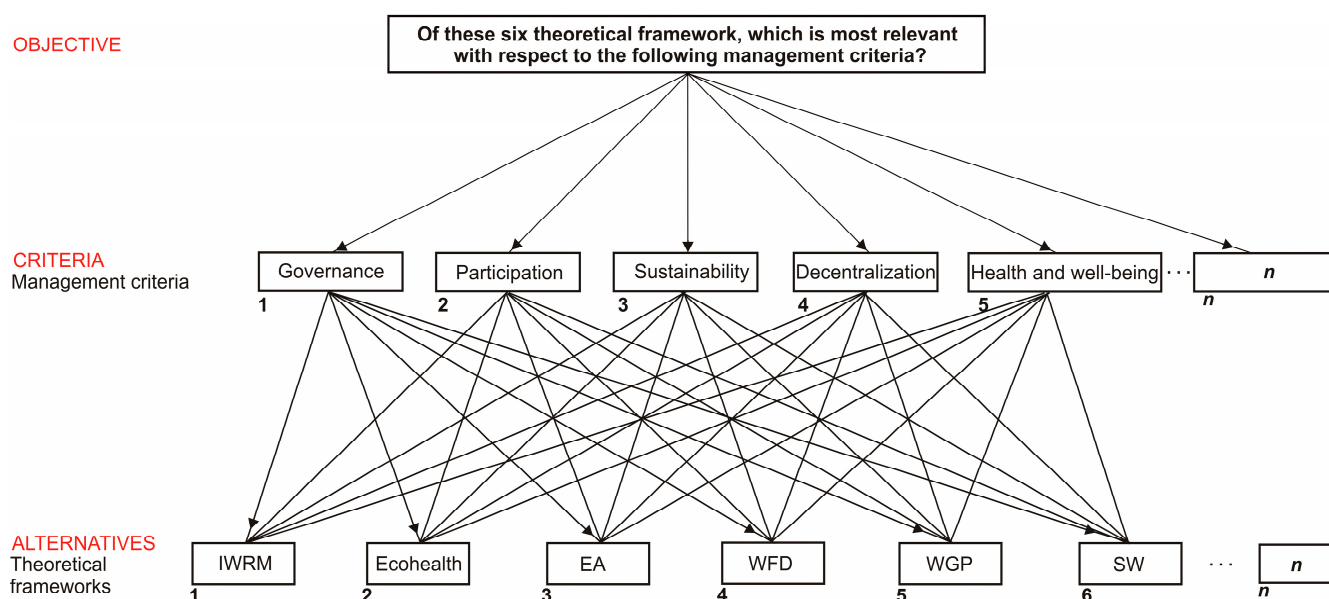 OBJECTIVE
Of these six theoretical framework, which is most relevant
with respect to the following management criteria?
CRITERIA
Management criteria
Governance
Participation
Sustainability
Decentralization
Health and well-being
. . .
n
1
2
3
4
5
n
ALTERNATIVES
Theoretical
frameworks
IWRM
Ecohealth
EA
WFD
WGP
SW
. . .
n
1
2
3
4
5
6
n